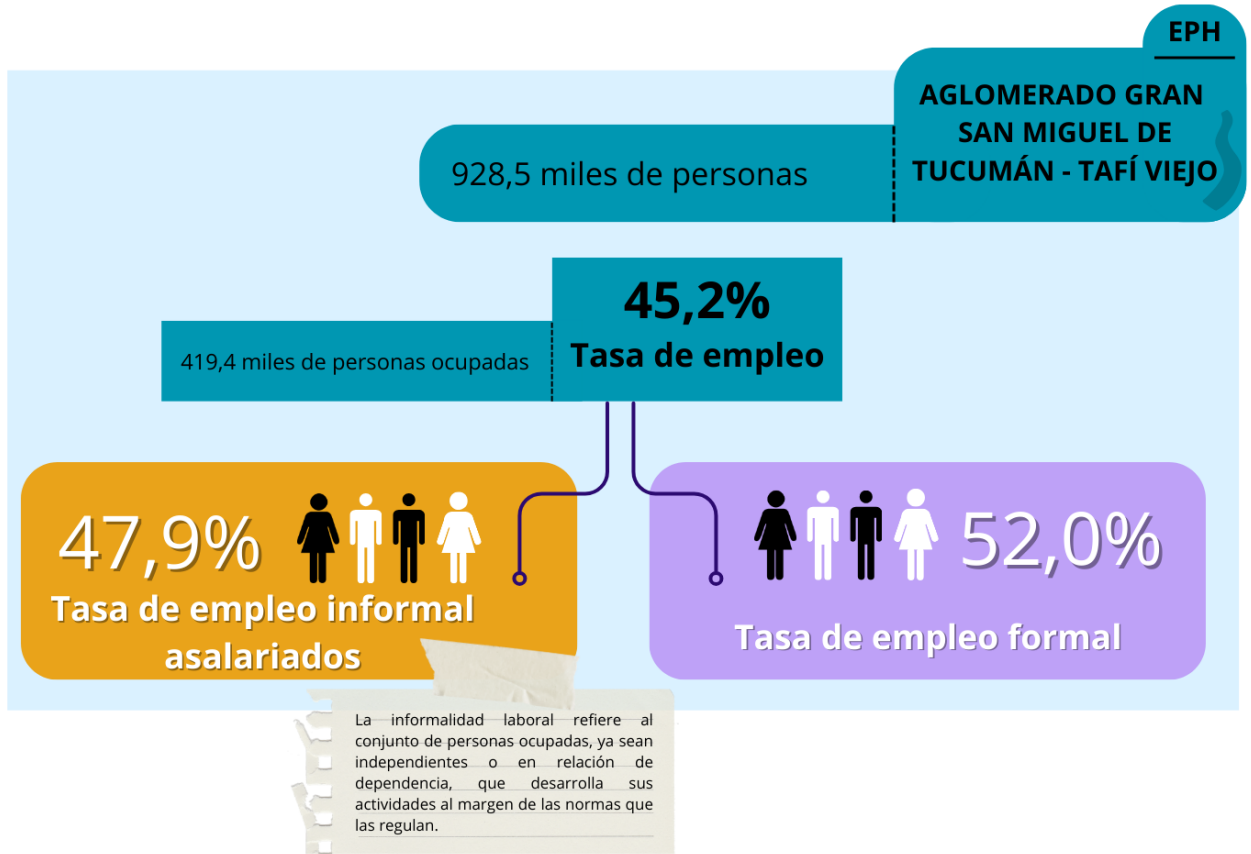 EPH
AGLOMERADO GRAN
SAN MIGUEL DE
TUCUMÁN - TAFÍ VIEJO
928,5 miles de personas
45,2%
Tasa de empleo
419,4 miles de personas ocupadas
47,9%
Tasa de empleo informal
asalariados
52,0%
Tasa de empleo formal
La informalidad laboral refiere al
conjunto de personas ocupadas, ya sean
independientes o en relación de
dependencia, que desarrolla sus
actividades al margen de las normas que
las regulan.